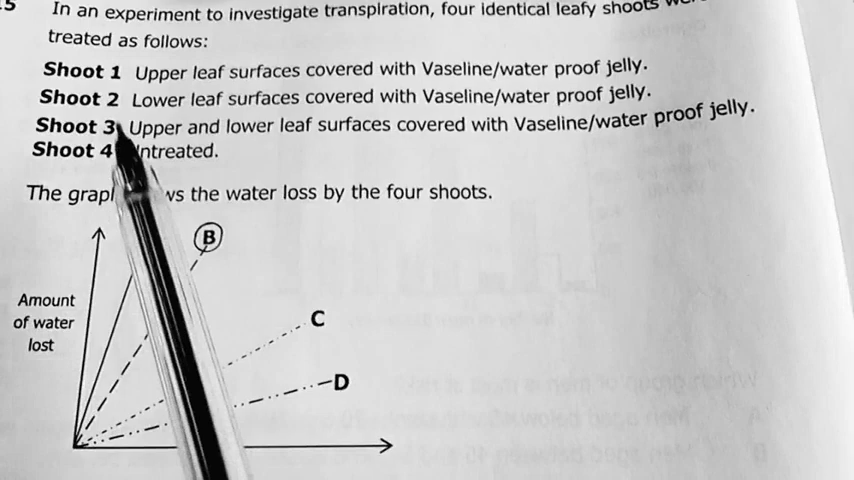 In an experiment to investigate transpiration, four identical leafy shoots
treated as follows:
Shoot 1 Upper leaf surfaces covered with Vaseline/water proof jelly.
Shoot 2 Lower leaf surfaces covered with Vaseline/water proof jelly.
Shoot 3 Upper and lower leaf surfaces covered with Vaseline/water proof jelly.
Shoot 4 ntreated.
The grap ws the water loss by the four shoots.
B
Amount
of water
lost
C
D